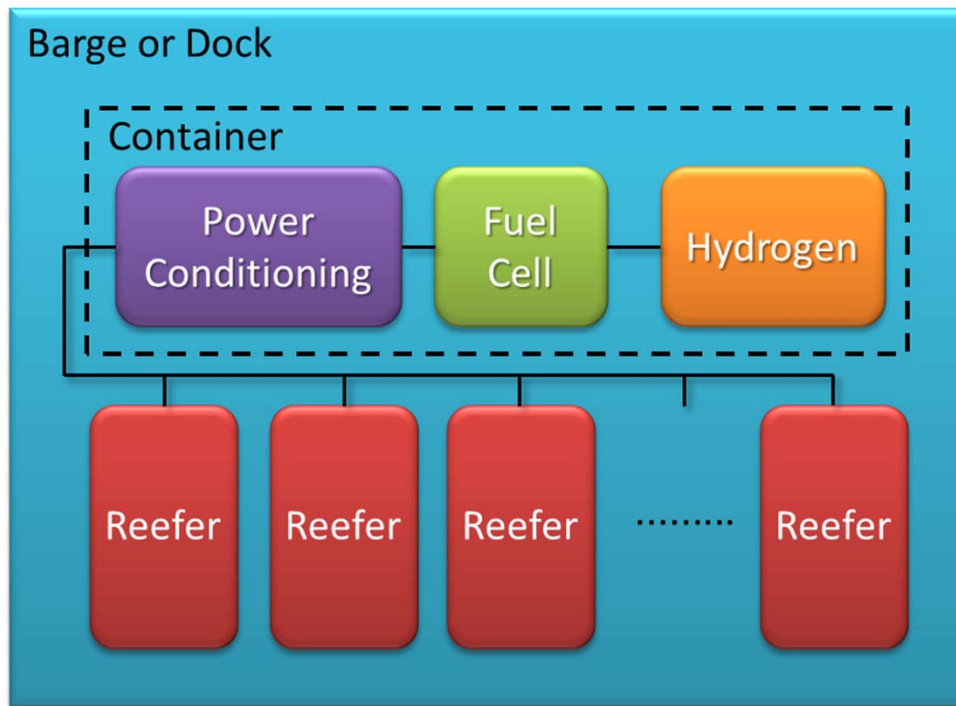 Barge or Dock
Container
Power
Conditioning
Fuel
Cell
Hydrogen
Reefer
Reefer
Reefer
.........
Reefer